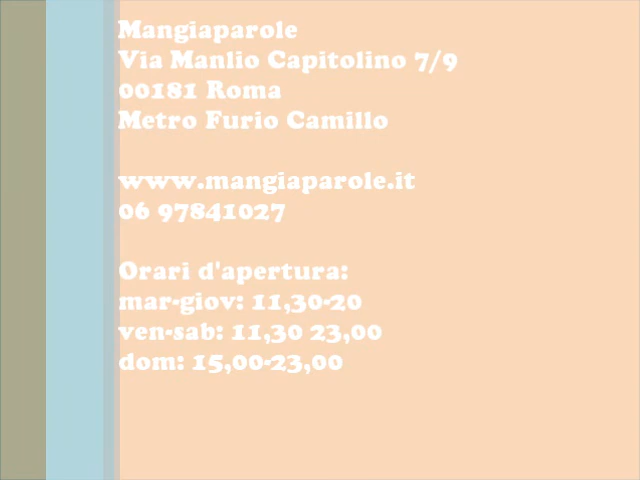 Mangiaparole
Via Manlio Capitolino 7/9
00181 Roma
Metro Furio Camillo
www.mangiaparole.it
06 97841027
Orari d'apertura:
mar-giov: 11,30-20
ven-sab: 11,30 23,00
dom: 15,00-23,00